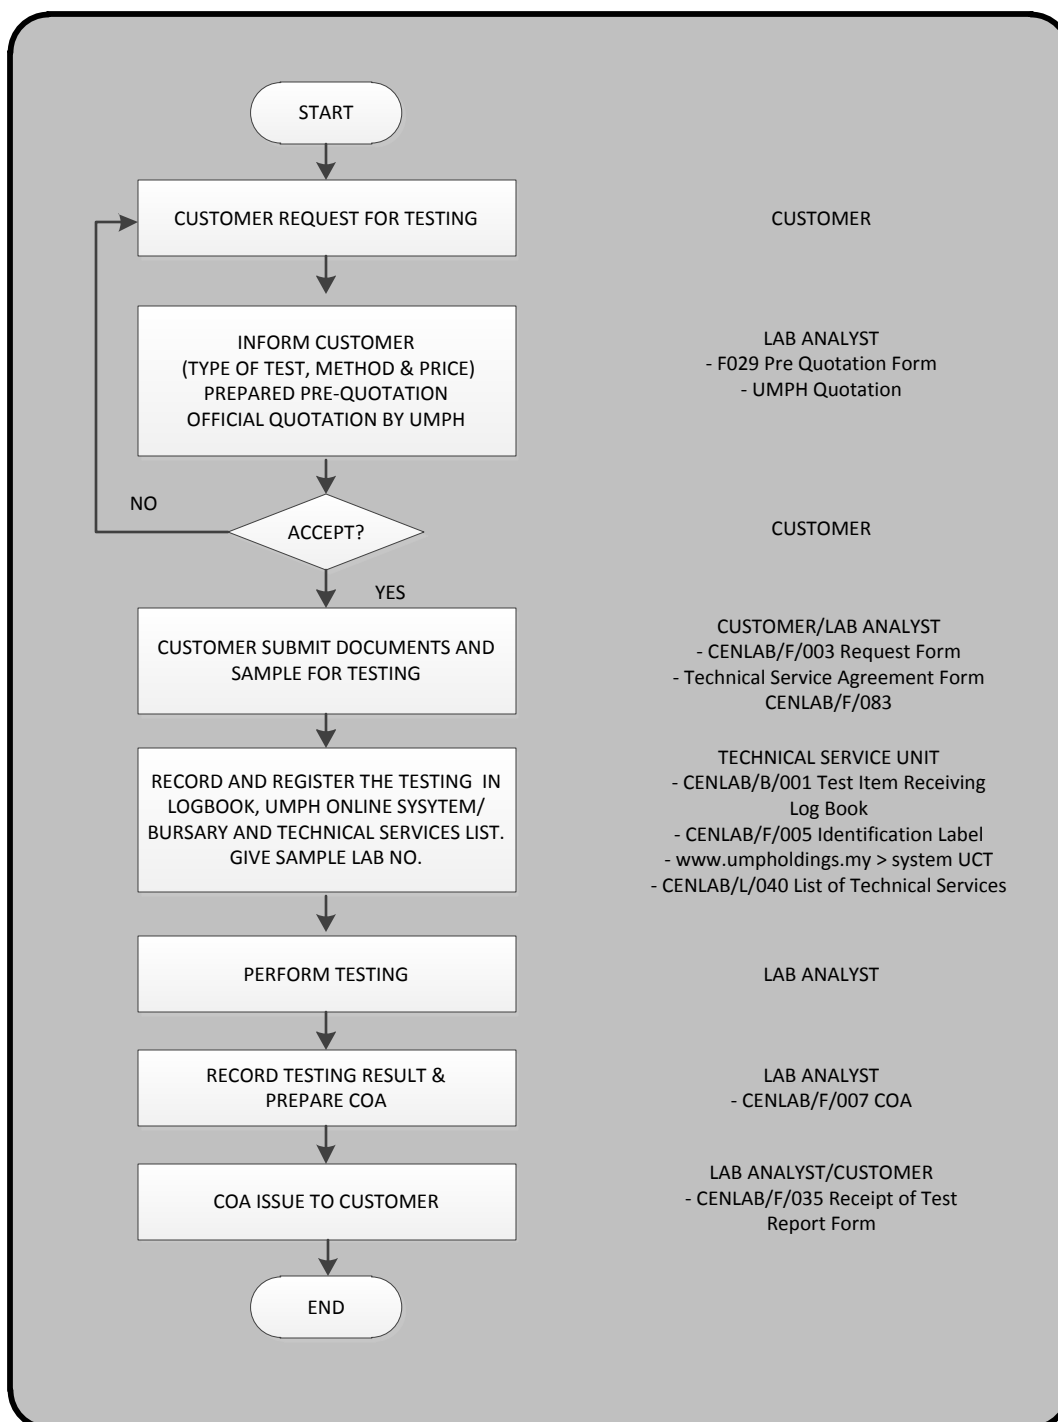 START
CUSTOMER REQUEST FOR TESTING
CUSTOMER
INFORM CUSTOMER
(TYPE OF TEST, METHOD & PRICE)
PREPARED PRE-QUOTATION
OFFICIAL QUOTATION BY UMPH
LAB ANALYST
- F029 Pre Quotation Form
- UMPH Quotation
NO
ACCEPT?
CUSTOMER
YES
CUSTOMER SUBMIT DOCUMENTS AND
SAMPLE FOR TESTING
CUSTOMER/LAB ANALYST
- CENLAB/F/003 Request Form
- Technical Service Agreement Form
CENLAB/F/083
RECORD AND REGISTER THE TESTING IN
LOGBOOK, UMPH ONLINE SYSYTEM/
BURSARY AND TECHNICAL SERVICES LIST.
GIVE SAMPLE LAB NO.
TECHNICAL SERVICE UNIT
- CENLAB/B/001 Test Item Receiving
Log Book
- CENLAB/F/005 Identification Label
- www.umpholdings.my > system UCT
- CENLAB/L/040 List of Technical Services
PERFORM TESTING
LAB ANALYST
RECORD TESTING RESULT &
PREPARE COA
LAB ANALYST
- CENLAB/F/007 COA
COA ISSUE TO CUSTOMER
LAB ANALYST/CUSTOMER
- CENLAB/F/035 Receipt of Test
Report Form
END